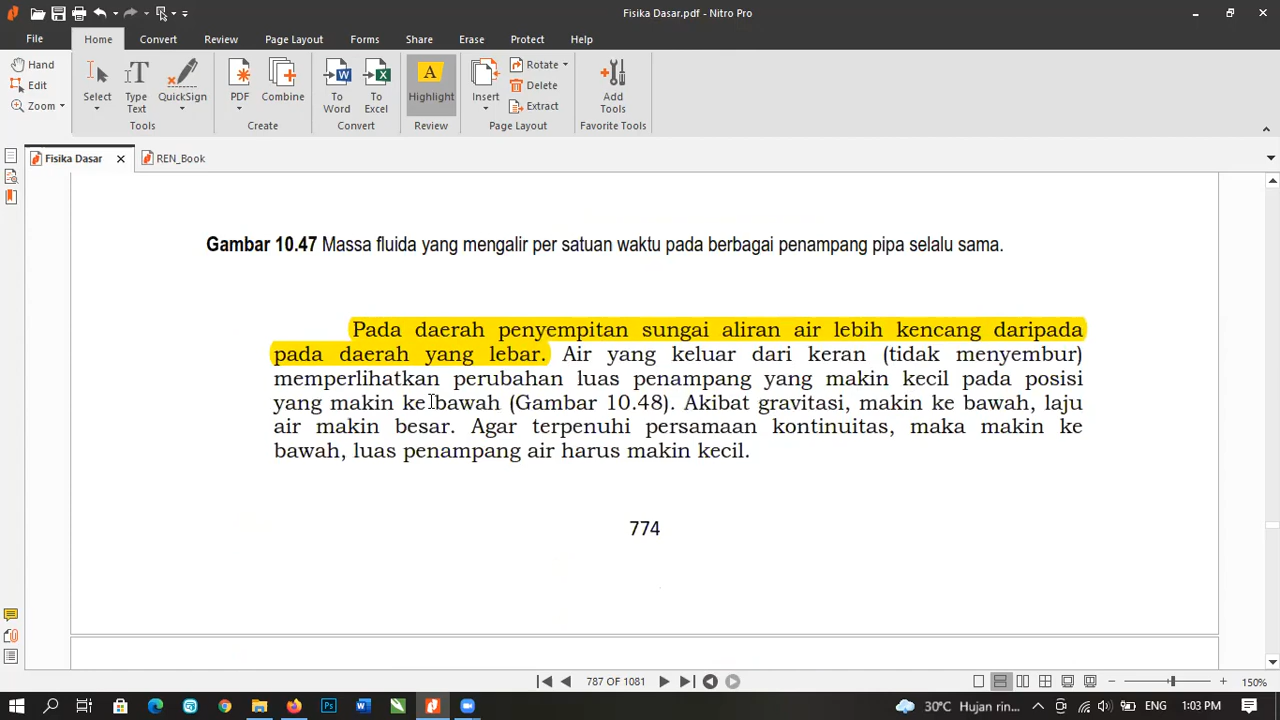 Fisika Dasar.pdf - Nitro Pro
File Home Convert Review Page Layout Forms Share Erase Protect Help
Hand
Edit
Zoom
Select
Type Text
QuickSign
PDF
Combine
To Word
To Excel
Highlight
Insert
Rotate
Delete
Extract
Add Tools
Tools Create Convert Review Page Layout Favorite Tools
Fisika Dasar REN_Book
Gambar 10.47 Massa fluida yang mengalir per satuan waktu pada berbagai penampang pipa selalu sama.
Pada daerah penyempitan sungai aliran air lebih kencang daripada
pada daerah yang lebar. Air yang keluar dari keran (tidak menyembur)
memperlihatkan perubahan luas penampang yang makin kecil pada posisi
yang makin ke bawah (Gambar 10.48). Akibat gravitasi, makin ke bawah, laju
air makin besar. Agar terpenuhi persamaan kontinuitas, maka makin ke
bawah, luas penampang air harus makin kecil.
774
787 OF 1081
150%
30°C Hujan rin... ENG 1:03 PM